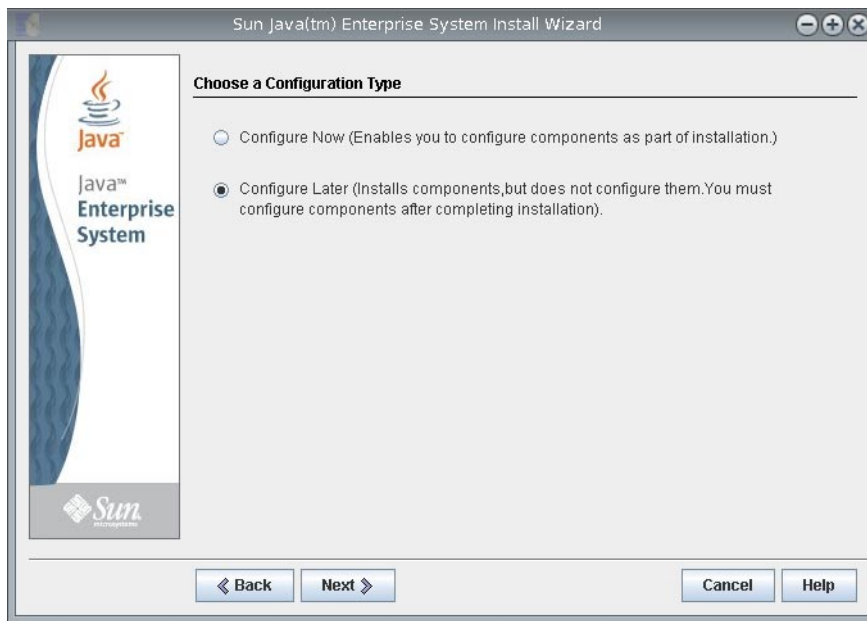 Sun Java(tm) Enterprise System Install Wizard
Java™
Java™
Enterprise
System
Sun
microsystems
Choose a Configuration Type
Configure Now (Enables you to configure components as part of installation.)
Configure Later (Installs components,but does not configure them.You must
configure components after completing installation).
Back
Next
Cancel
Help